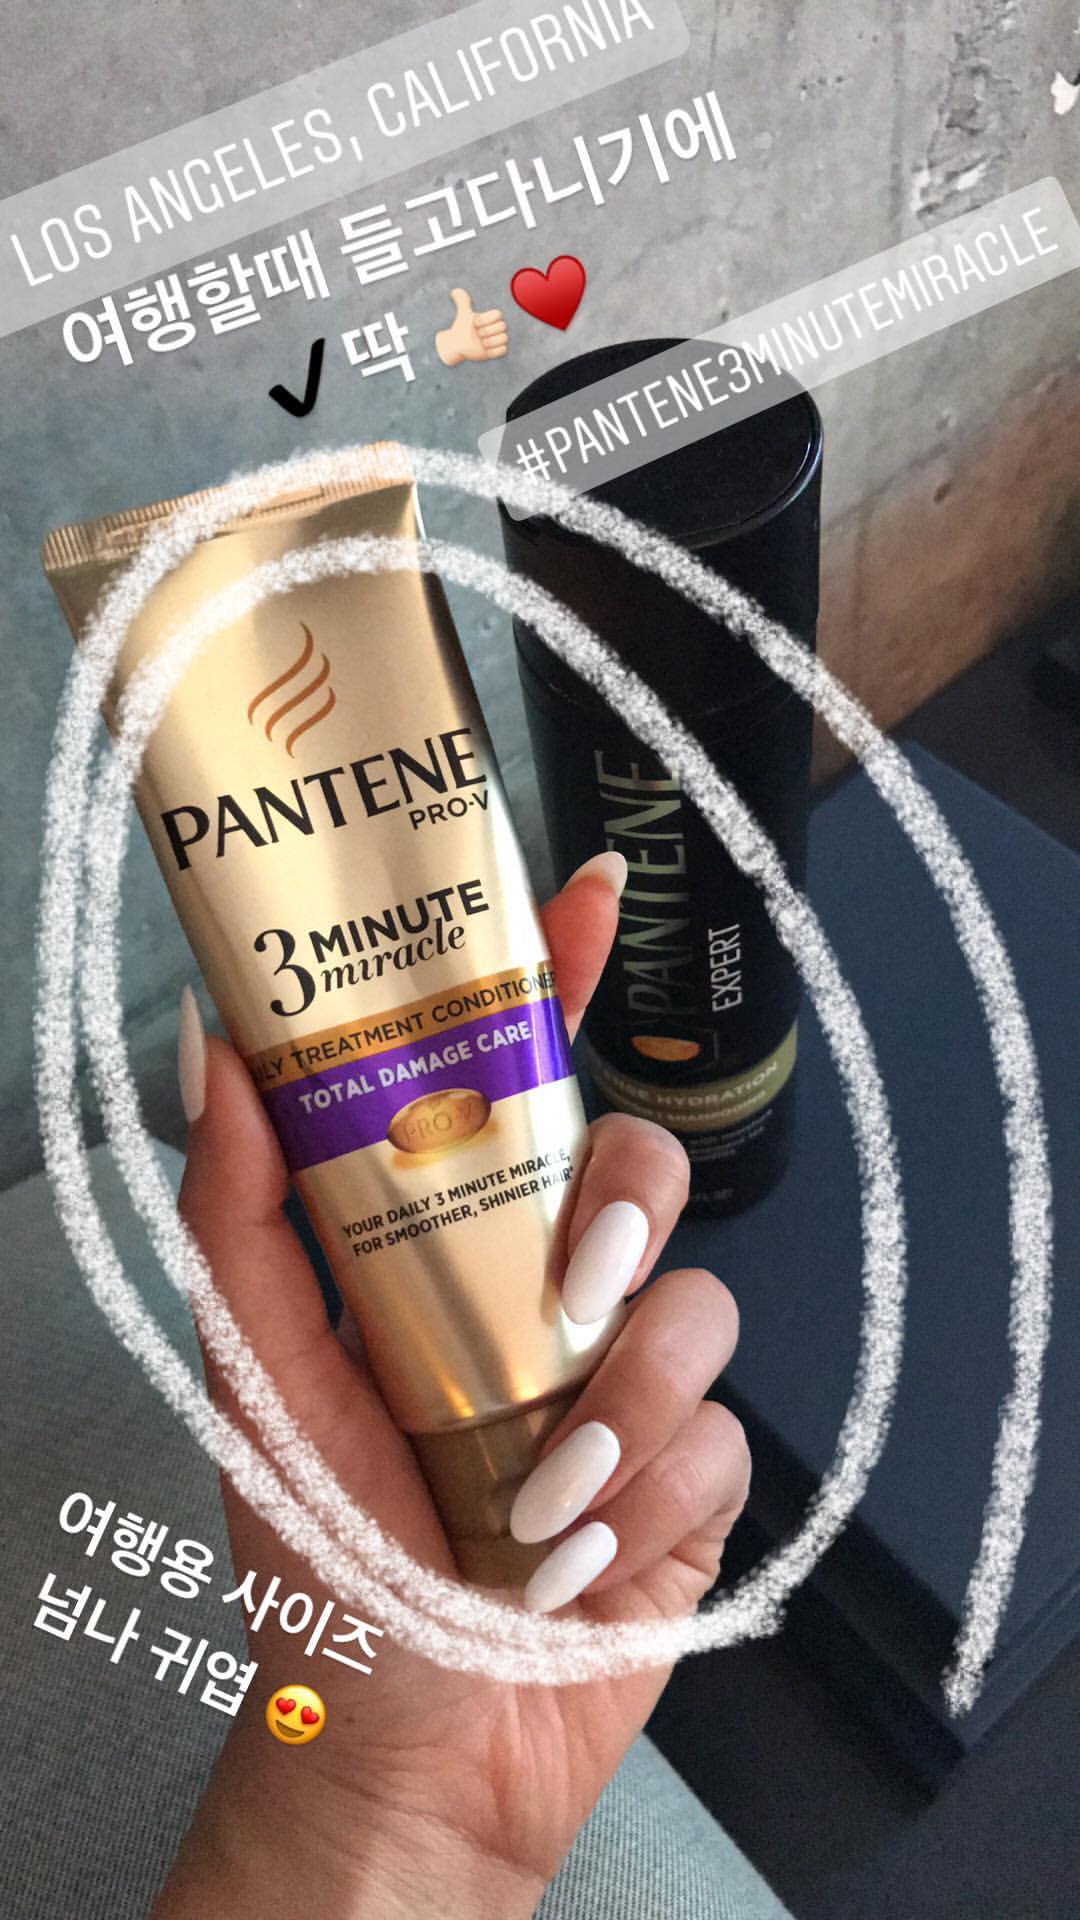 LOS ANGELES, CALIFORNIA
여행할때 들고다니기에
✔딱 👍🏻♥️
#PANTENE3MINUTEMIRACLE
PANTENE
PRO-V
3 MINUTE
miracle
TREATMENT CONDITIONER
TOTAL DAMAGE CARE
PRO-V
YOUR DAILY 3 MINUTE MIRACLE,
FOR SMOOTHER, SHINIER HAIR*
PANTENE
EXPERT
HYDRATION
여행용 사이즈
넘나 귀엽 😍